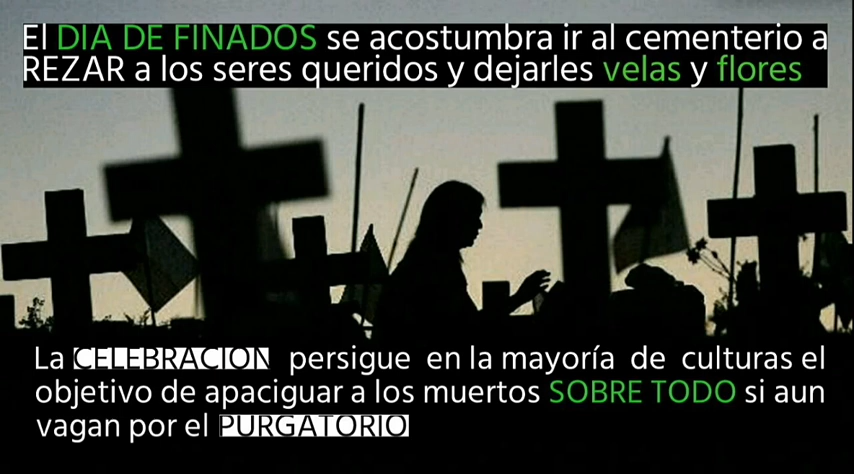 El DIA DE FINADOS se acostumbra ir al cementerio a
REZAR a los seres queridos y dejarles velas y flores
La CELEBRACION persigue en la mayoría de culturas el
objetivo de apaciguar a los muertos SOBRE TODO si aun
vagan por el PURGATORIO